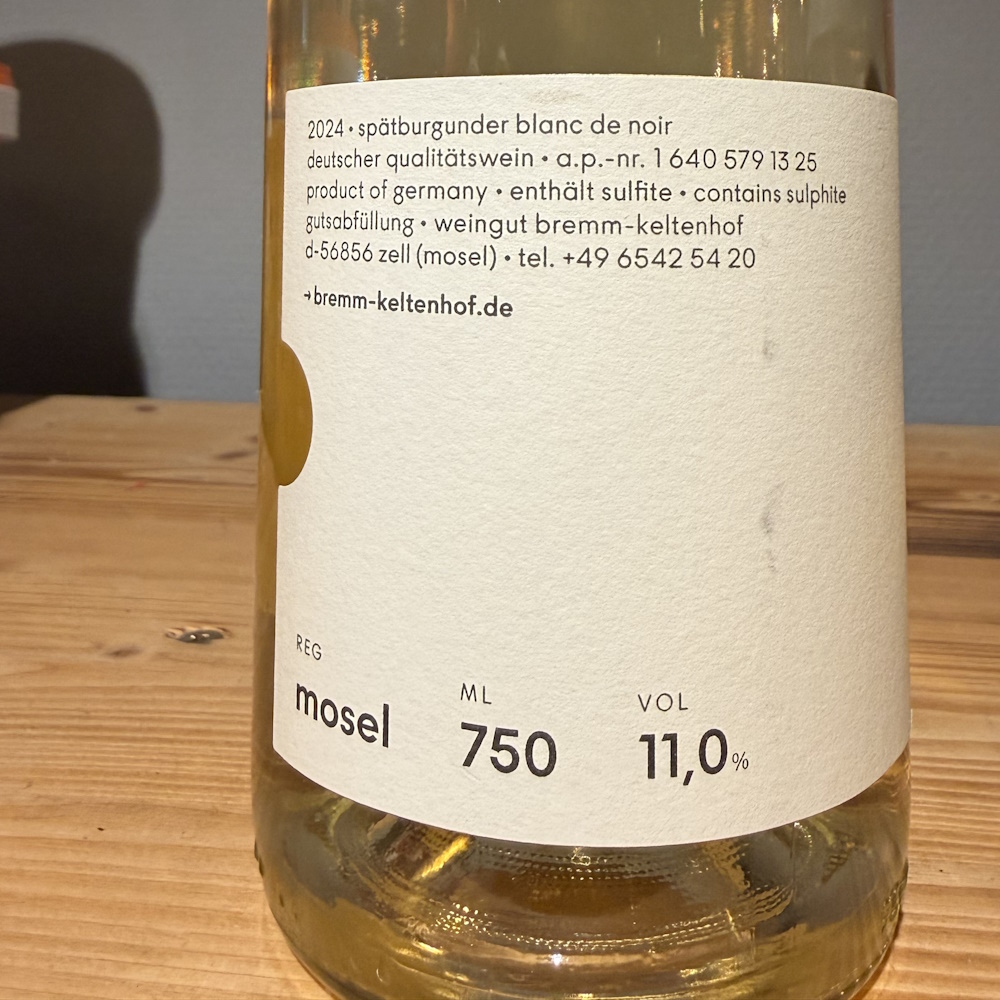 2024 • spätburgunder blanc de noir
deutscher qualitätswein • a.p.-nr. 1 640 579 13 25
product of germany • enthält sulfite • contains sulphite
gutsabfüllung • weingut bremm-keltenhof
d-56856 zell (mosel) • tel. +49 6542 54 20
→bremm-keltenhof.de
REG
mosel
ML
750
VOL
11,0%